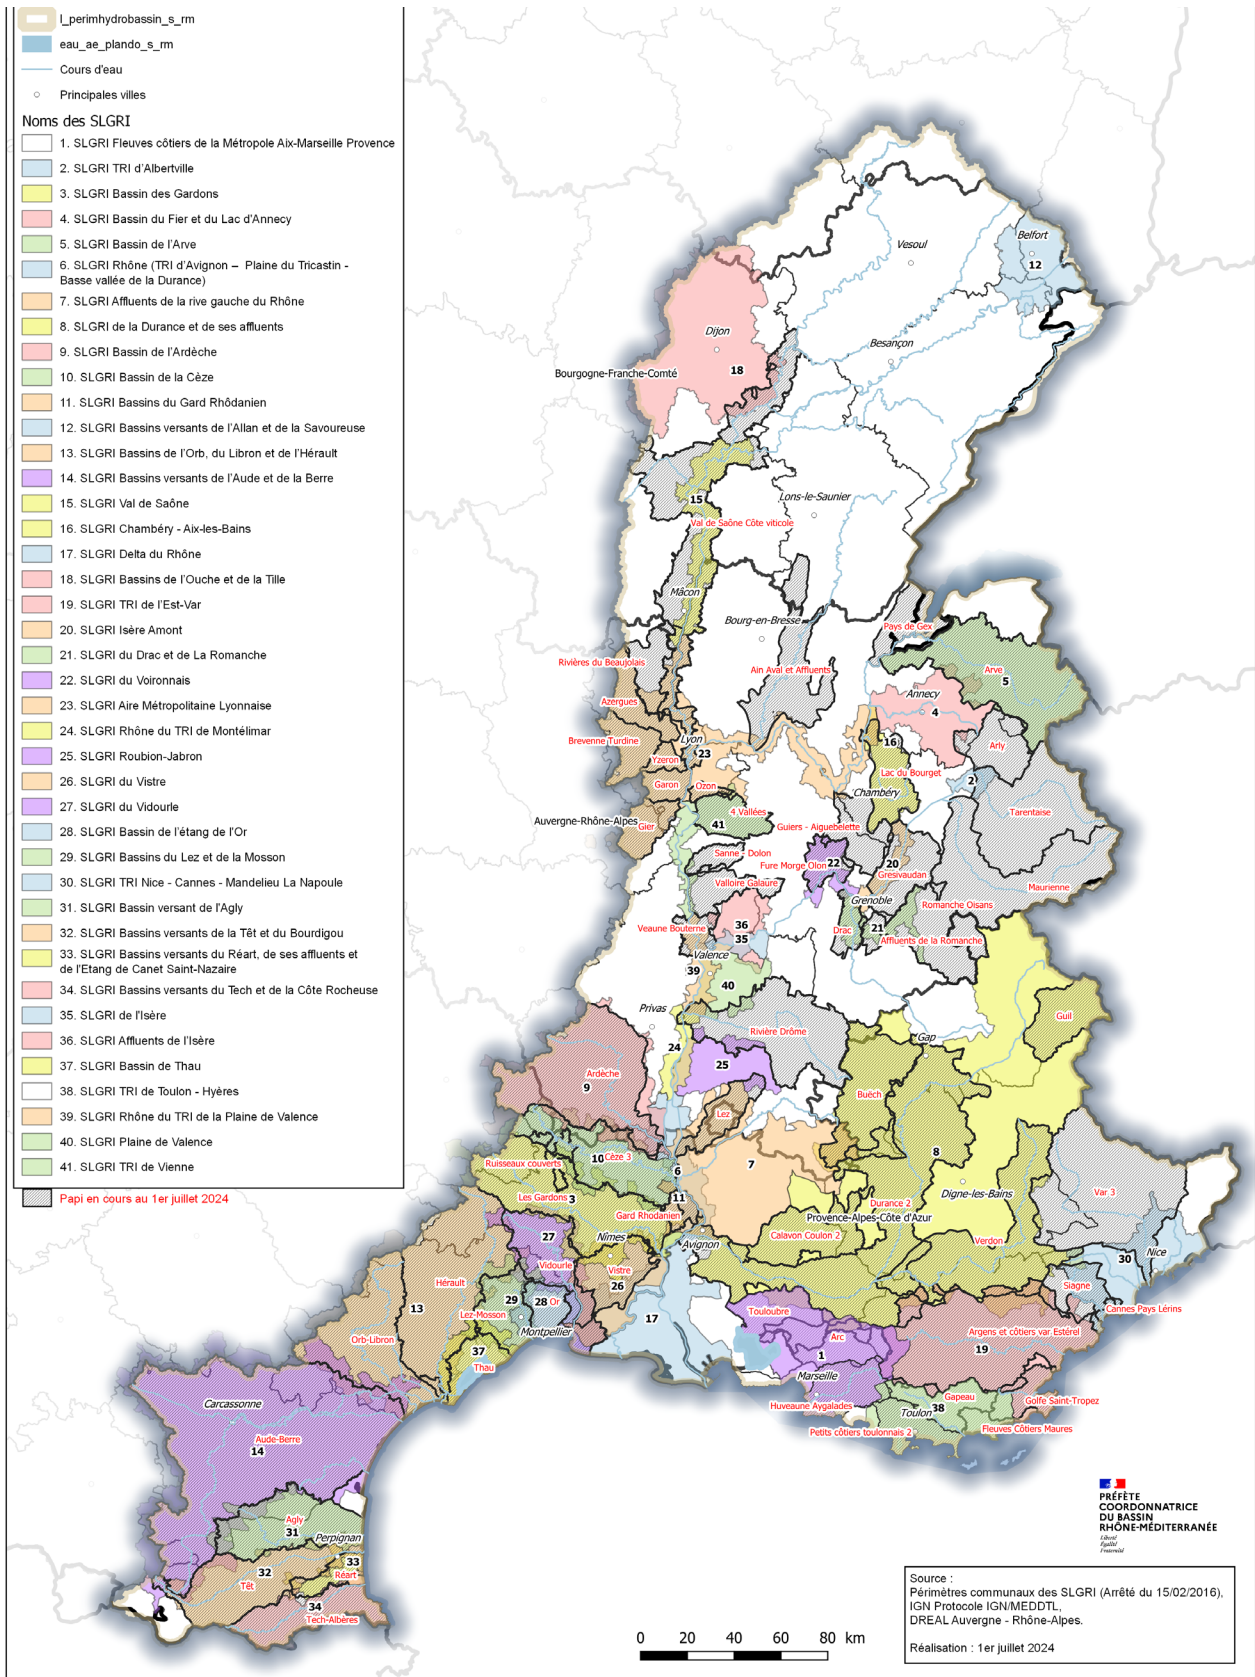 l_perimhydrobassin_s_rm
eau_ae_plando_s_rm
Cours d'eau
Principales villes
Noms des SLGRI
1. SLGRI Fleuves côtiers de la Métropole Aix-Marseille Provence
2. SLGRI TRI d'Albertville
3. SLGRI Bassin des Gardons
4. SLGRI Bassin du Fier et du Lac d'Annecy
5. SLGRI Bassin de l'Arve
6. SLGRI Rhône (TRI d'Avignon – Plaine du Tricastin -
Basse vallée de la Durance)
7. SLGRI Affluents de la rive gauche du Rhône
8. SLGRI de la Durance et de ses affluents
9. SLGRI Bassin de l'Ardèche
10. SLGRI Bassin de la Cèze
11. SLGRI Bassins du Gard Rhôdanien
12. SLGRI Bassins versants de l'Allan et de la Savoureuse
13. SLGRI Bassins de l'Orb, du Libron et de l'Hérault
14. SLGRI Bassins versants de l'Aude et de la Berre
15. SLGRI Val de Saône
16. SLGRI Chambéry - Aix-les-Bains
17. SLGRI Delta du Rhône
18. SLGRI Bassins de l'Ouche et de la Tille
19. SLGRI TRI de l'Est-Var
20. SLGRI Isère Amont
21. SLGRI du Drac et de La Romanche
22. SLGRI du Voironnais
23. SLGRI Aire Métropolitaine Lyonnaise
24. SLGRI Rhône du TRI de Montélimar
25. SLGRI Roubion-Jabron
26. SLGRI du Vistre
27. SLGRI du Vidourle
28. SLGRI Bassin de l'étang de l'Or
29. SLGRI Bassins du Lez et de la Mosson
30. SLGRI TRI Nice - Cannes - Mandelieu La Napoule
31. SLGRI Bassin versant de l'Agly
32. SLGRI Bassins versants de la Têt et du Bourdigou
33. SLGRI Bassins versants du Réart, de ses affluents et
de l'Etang de Canet Saint-Nazaire
34. SLGRI Bassins versants du Tech et de la Côte Rocheuse
35. SLGRI de l'Isère
36. SLGRI Affluents de l'Isère
37. SLGRI Bassin de Thau
38. SLGRI TRI de Toulon - Hyères
39. SLGRI Rhône du TRI de la Plaine de Valence
40. SLGRI Plaine de Valence
41. SLGRI TRI de Vienne
Papi en cours au 1er juillet 2024
Belfort
Vesoul
12
Dijon
Besançon
18
Bourgogne-Franche-Comté
Lons-le-Saunier
15
Val de Saône Côte viticole
Mâcon
Bourg-en-Bresse
Pays de Gex
Rivières du Beaujolais
Ain Aval et Affluents
Arve
5
Azergues
Annecy
4
Brevenne Turdine
Lyon
23
16
Arly
Yzeron
Lac du Bourget
Garon
Ozon
2
Chambéry
Tarentaise
4 Vallées
41
Auvergne-Rhône-Alpes
Gier
Guiers - Aiguebelette
Sanne - Dolon
Fure Morge Olon
22
20
Grésivaudan
Maurienne
Valloire Galaure
Grenoble
Romanche Oisans
Veaune Bouterne
36
35
Drac
21
Affluents de la Romanche
Valence
39
40
Privas
Guil
Rivière Drôme
Gap
24
25
Ardèche
9
Buëch
Lez
Ruisseaux couverts
10
Cèze 3
6
7
8
Les Gardons
3
11
Digne-les-Bains
Var 3
Gard Rhodanien
Durance 2
Provence-Alpes-Côte d'Azur
27
Nîmes
Avignon
Calavon Coulon 2
Verdon
Vidourle
Nice
30
Hérault
Vistre
26
Siagne
29
28
Or
Cannes Pays Lérins
13
Lez-Mosson
17
Touloubre
Montpellier
Orb-Libron
Arc
Argens et côtiers var Estérel
37
Thau
1
19
Marseille
Carcassonne
Huveaune Aygalades
Gapeau
Golfe Saint-Tropez
Toulon
38
Petits côtiers toulonnais 2
Fleuves Côtiers Maures
Aude-Berre
14
Agly
31
Perpignan
33
32
Réart
Têt
34
Tech-Albères
PRÉFÈTE
COORDONNATRICE
DU BASSIN
RHÔNE-MÉDITERRANÉE
Liberté
Égalité
Fraternité
Source :
Périmètres communaux des SLGRI (Arrêté du 15/02/2016),
IGN Protocole IGN/MEDDTL,
DREAL Auvergne - Rhône-Alpes.
Réalisation : 1er juillet 2024
0 20 40 60 80 km